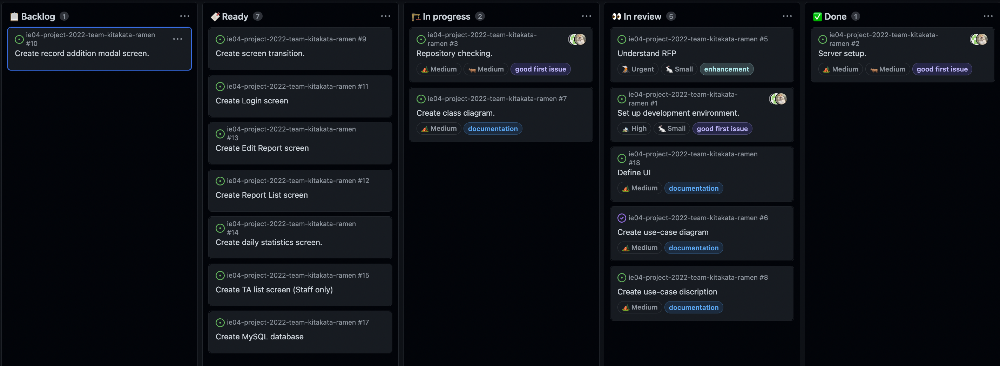 Backlog 1
ie04-project-2022-team-kitakata-ramen
#10
Create record addition modal screen.
Ready 7
ie04-project-2022-team-kitakata-ramen #9
Create screen transition.
ie04-project-2022-team-kitakata-ramen #11
Create Login screen
ie04-project-2022-team-kitakata-ramen
#13
Create Edit Report screen
ie04-project-2022-team-kitakata-ramen #12
Create Report List screen
ie04-project-2022-team-kitakata-ramen
#14
Create daily statistics screen.
ie04-project-2022-team-kitakata-ramen #15
Create TA list screen (Staff only)
ie04-project-2022-team-kitakata-ramen #17
Create MySQL database
In progress 2
ie04-project-2022-team-kitakata-
ramen #3
Repository checking.
Medium Medium good first issue
ie04-project-2022-team-kitakata-ramen #7
Create class diagram.
Medium documentation
In review 5
ie04-project-2022-team-kitakata-ramen #5
Understand RFP
Urgent Small enhancement
ie04-project-2022-team-kitakata-
ramen #1
Set up development environment.
High Small good first issue
ie04-project-2022-team-kitakata-ramen
#18
Define UI
Medium documentation
ie04-project-2022-team-kitakata-ramen #6
Create use-case diagram
Medium documentation
ie04-project-2022-team-kitakata-ramen #8
Create use-case discription
Medium documentation
Done 1
ie04-project-2022-team-kitakata-
ramen #2
Server setup.
Medium Medium good first issue